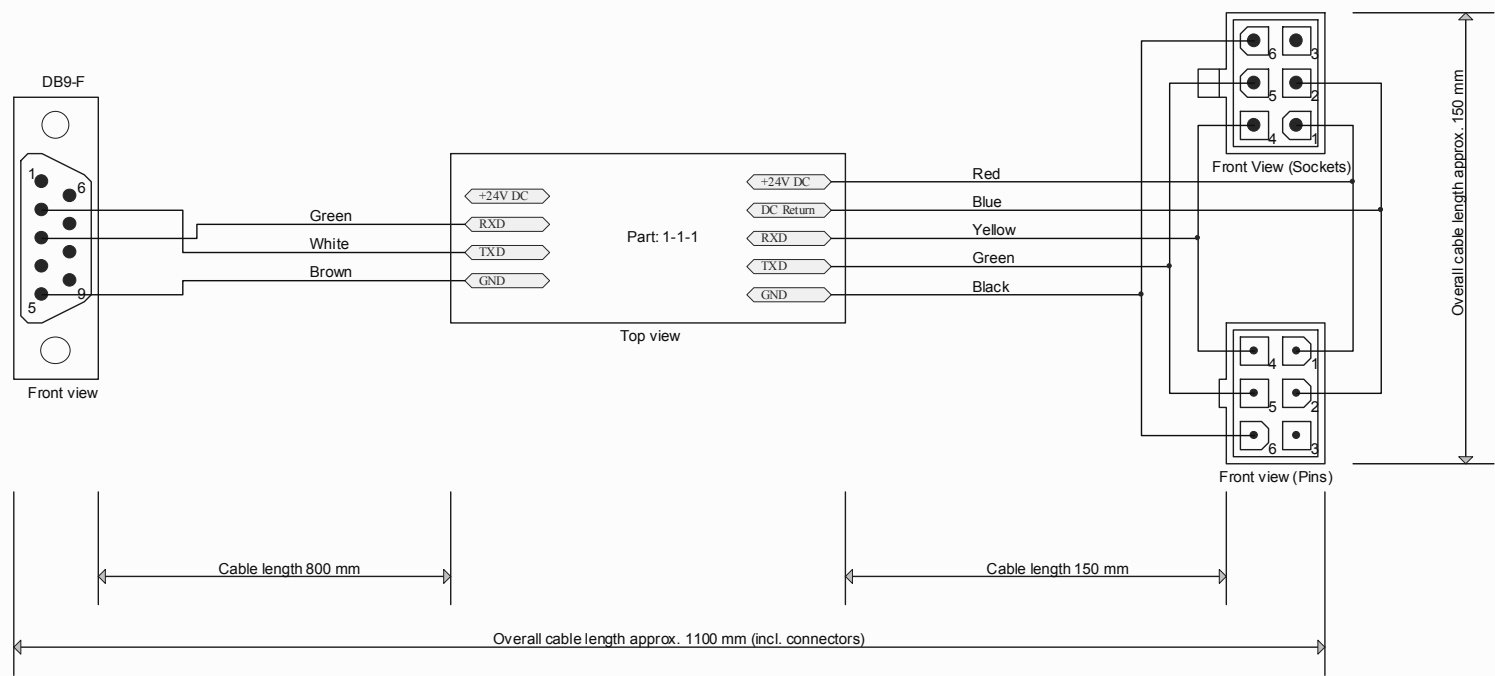 DB9-F
1
6
5
9
Front view
Green
White
Brown
+24V DC
RXD
TXD
GND
Part: 1-1-1
+24V DC
DC Return
RXD
TXD
GND
Top view
Red
Blue
Yellow
Green
Black
6
3
5
2
4
1
Front View (Sockets)
4
1
5
2
6
3
Front view (Pins)
Overall cable length approx. 150 mm
Cable length 800 mm
Cable length 150 mm
Overall cable length approx. 1100 mm (incl. connectors)